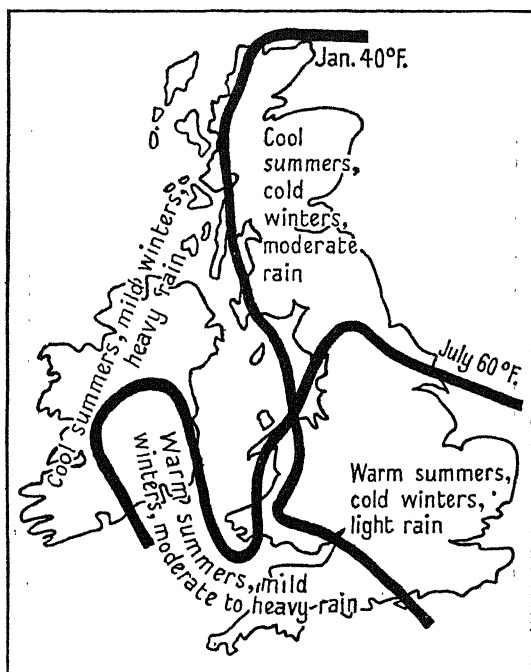 Jan. 40°F.
Cool
summers,
cold
winters,
moderate
rain
Cool summers, mild winters,
heavy rain
July 60°F.
Warm summers, mild
winters, moderate to heavy-rain
Warm summers,
cold winters,
light rain